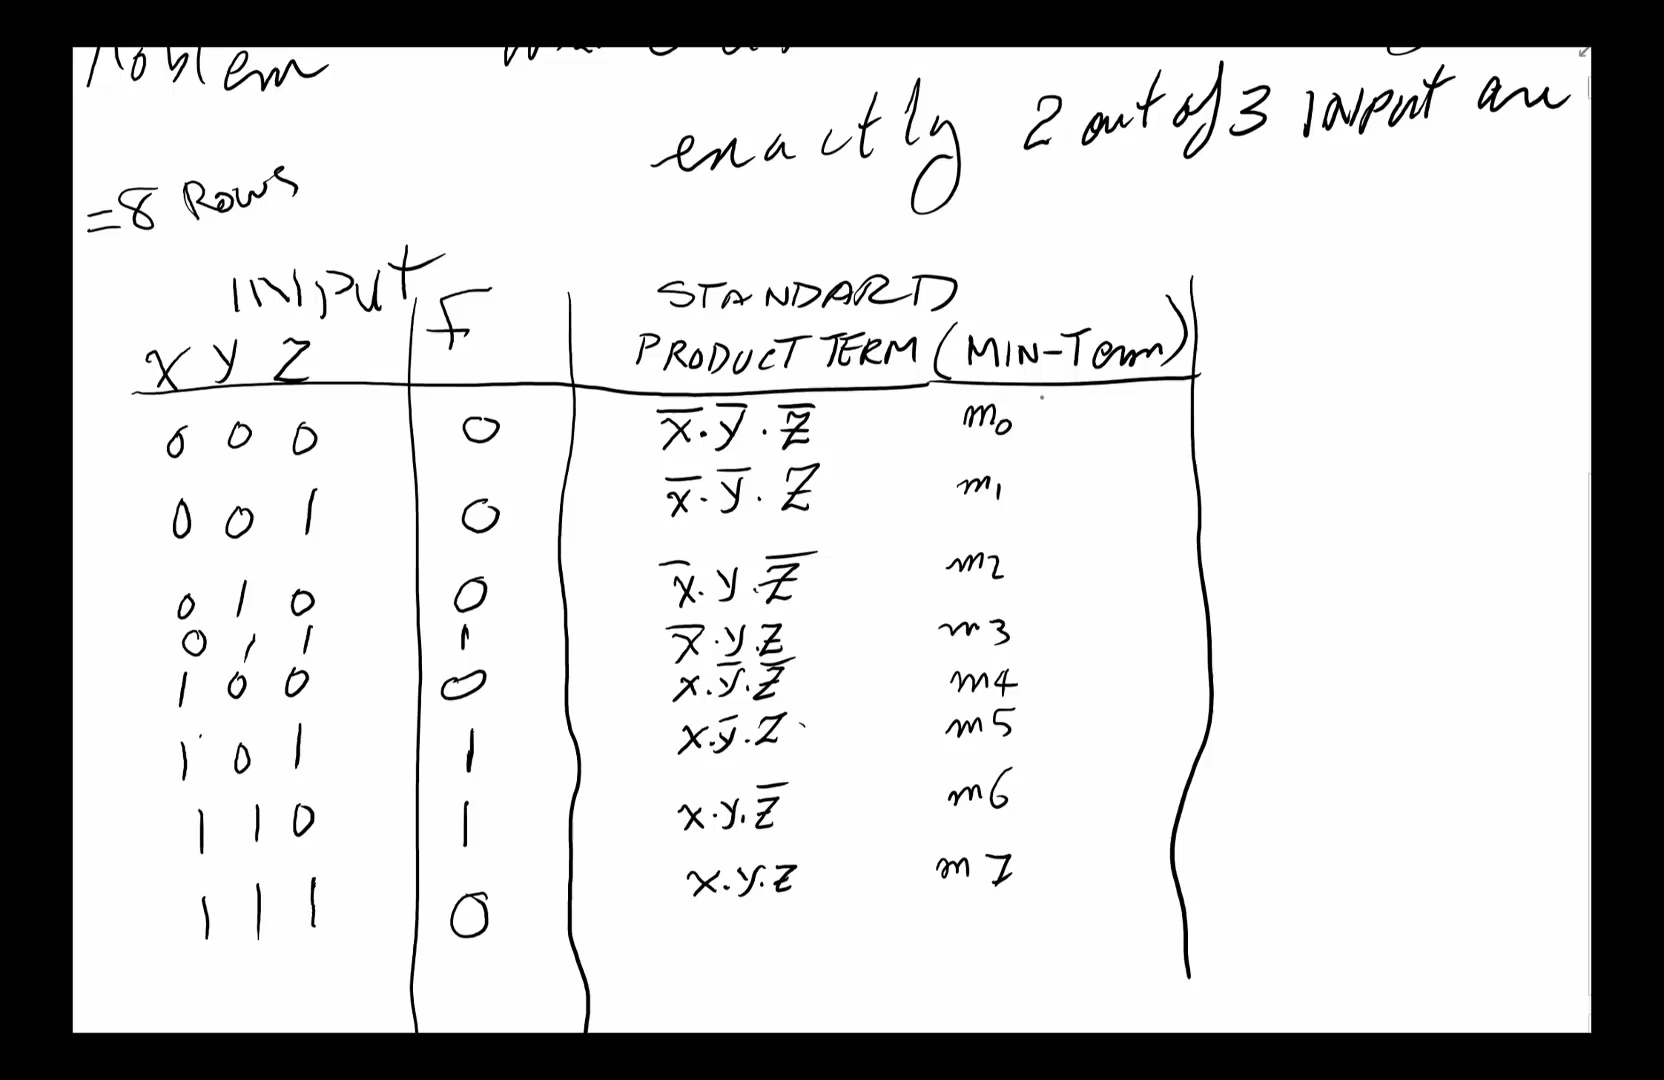 Problem
exactly 2 out of 3 INPUT are
=8 Rows
INPUT F STANDARD
X Y Z PRODUCT TERM (MIN-Term)
0 0 0 0 x̅.y̅.z̅ m0
0 0 1 0 x̅.y̅.Z m1
0 1 0 0 x̅.y.z̅ m2
0 1 1 1 x̅.y.z m3
1 0 0 0 x.y̅.z̅ m4
1 0 1 1 x.y̅.z m5
1 1 0 1 x.y.z̅ m6
1 1 1 0 x.y.z m7